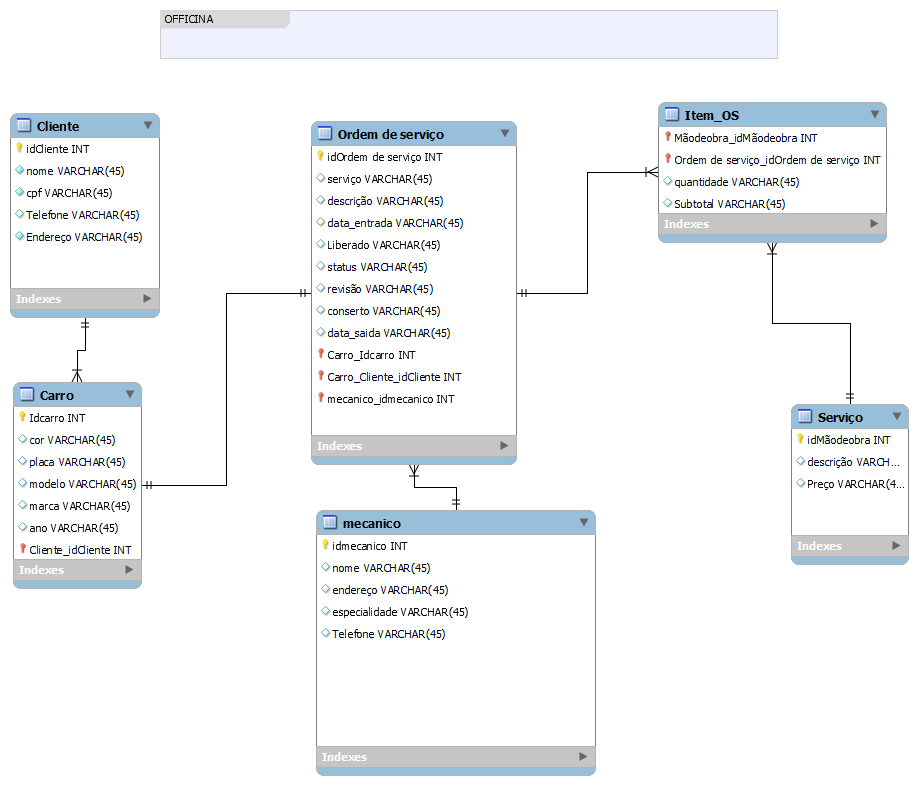 OFFICINA
Cliente
idCliente INT
nome VARCHAR(45)
cpf VARCHAR(45)
Telefone VARCHAR(45)
Endereço VARCHAR(45)
Indexes
Ordem de serviço
idOrdem de serviço INT
serviço VARCHAR(45)
descrição VARCHAR(45)
data_entrada VARCHAR(45)
Liberado VARCHAR(45)
status VARCHAR(45)
revisão VARCHAR(45)
conserto VARCHAR(45)
data_saida VARCHAR(45)
Carro_Idcarro INT
Carro_Cliente_idCliente INT
mecanico_idmecanico INT
Indexes
Item_OS
Mãodeobra_idMãodeobra INT
Ordem de serviço_idOrdem de serviço INT
quantidade VARCHAR(45)
Subtotal VARCHAR(45)
Indexes
Carro
Idcarro INT
cor VARCHAR(45)
placa VARCHAR(45)
modelo VARCHAR(45)
marca VARCHAR(45)
ano VARCHAR(45)
Cliente_idCliente INT
Indexes
mecanico
idmecanico INT
nome VARCHAR(45)
endereço VARCHAR(45)
especialidade VARCHAR(45)
Telefone VARCHAR(45)
Indexes
Serviço
idMãodeobra INT
descrição VARCH...
Preço VARCHAR(4...
Indexes